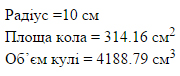 Радіус =10 см
Площа кола = 314.16 см²
Об`єм кулі = 4188.79 см³